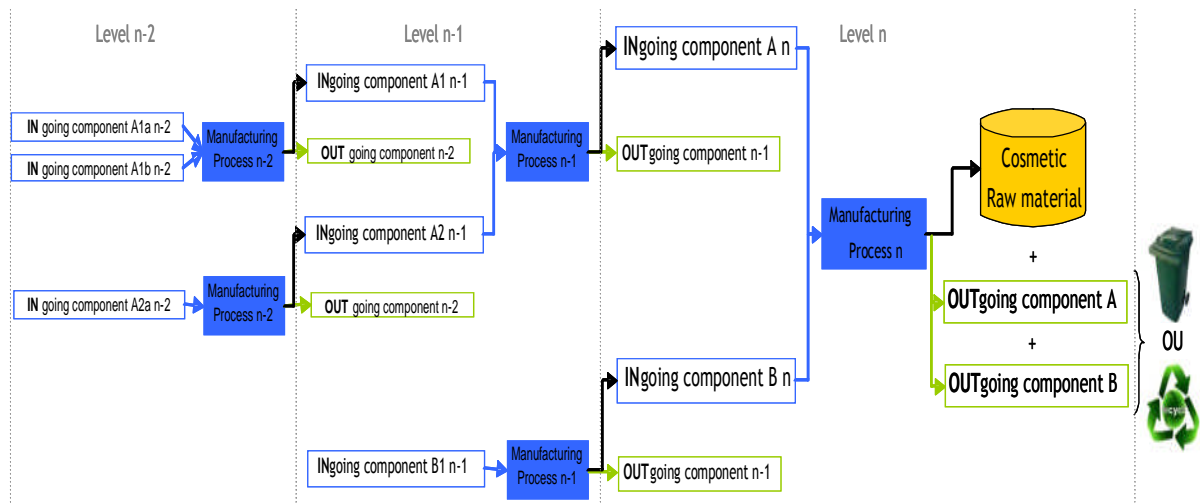 Level n-2
Level n-1
Level n
IN going component A1a n-2
IN going component A1b n-2
Manufacturing
Process n-2
INgoing component A1 n-1
OUT going component n-2
Manufacturing
Process n-1
INgoing component A n
OUTgoing component n-1
INgoing component A2 n-1
IN going component A2a n-2
Manufacturing
Process n-2
OUT going component n-2
INgoing component B1 n-1
Manufacturing
Process n-1
INgoing component B n
OUTgoing component n-1
Manufacturing
Process n
Cosmetic
Raw material
+
OUTgoing component A
+
OUTgoing component B
OU